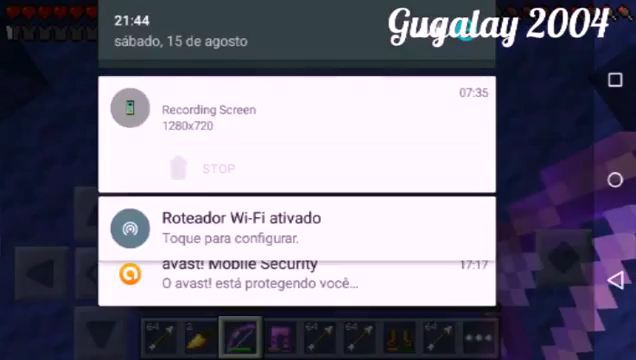 21:44
sábado, 15 de agosto
Gugalay 2004
07:35
Recording Screen
1280x720
STOP
Roteador Wi-Fi ativado
Toque para configurar.
avast! Mobile Security
17:17
O avast! está protegendo você...
64
2
64
64
64